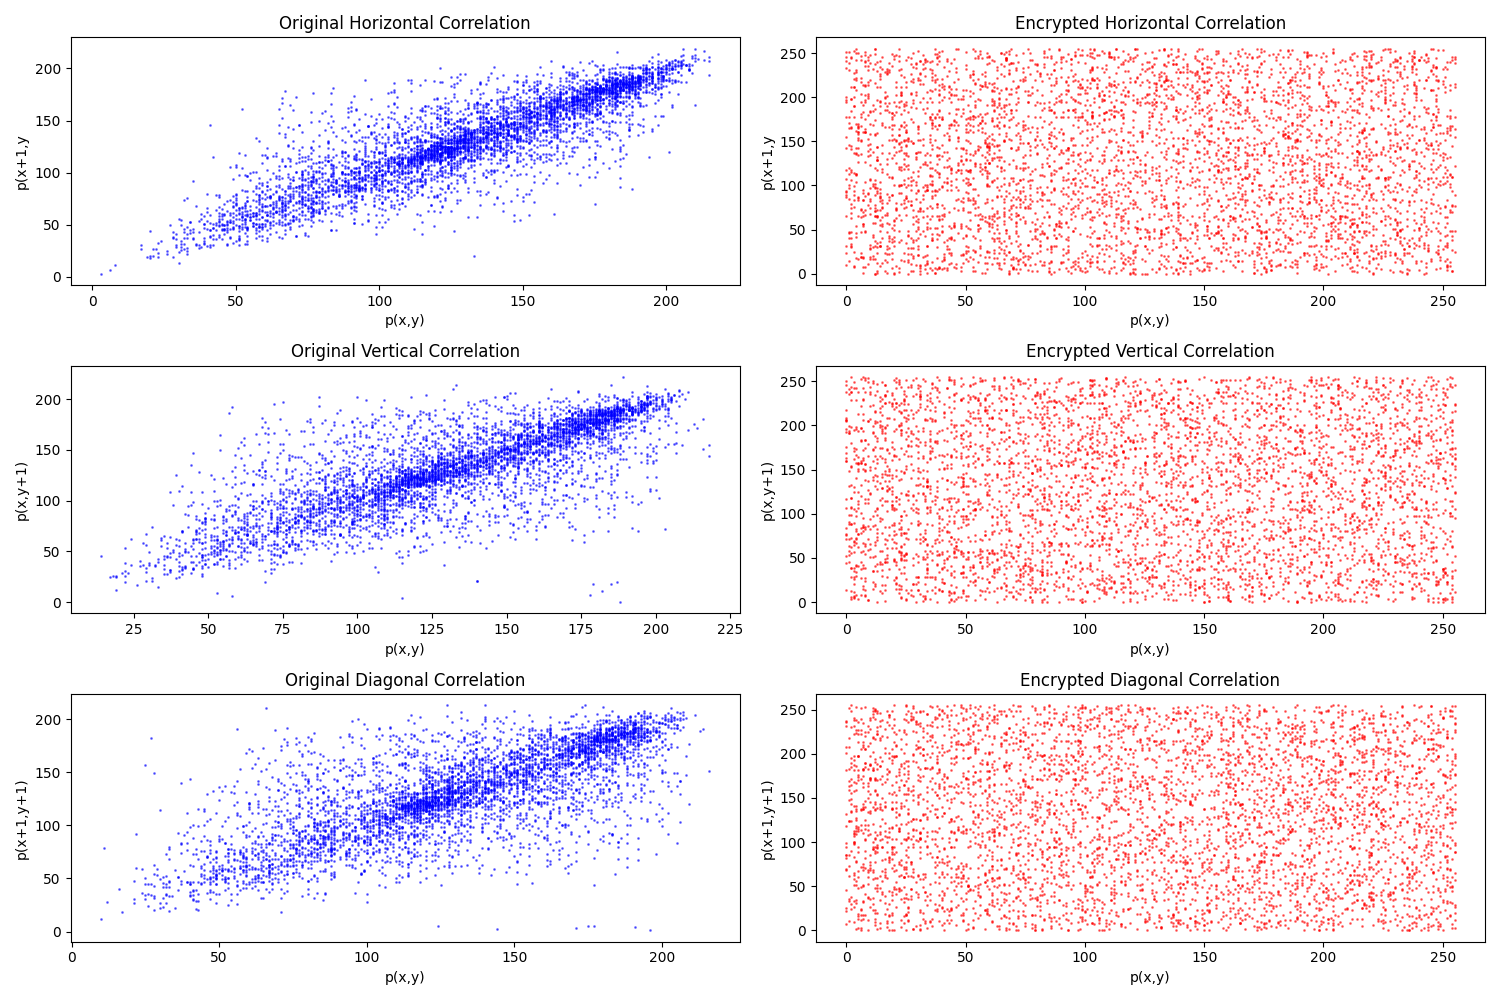 Original Horizontal Correlation
p(x+1,y
200
150
100
50
0
0 50 100 150 200
p(x,y)
Encrypted Horizontal Correlation
p(x+1,y
250
200
150
100
50
0
0 50 100 150 200 250
p(x,y)
Original Vertical Correlation
p(x,y+1)
200
150
100
50
0
25 50 75 100 125 150 175 200 225
p(x,y)
Encrypted Vertical Correlation
p(x,y+1)
250
200
150
100
50
0
0 50 100 150 200 250
p(x,y)
Original Diagonal Correlation
p(x+1,y+1)
200
150
100
50
0
0 50 100 150 200
p(x,y)
Encrypted Diagonal Correlation
p(x+1,y+1)
250
200
150
100
50
0
0 50 100 150 200 250
p(x,y)